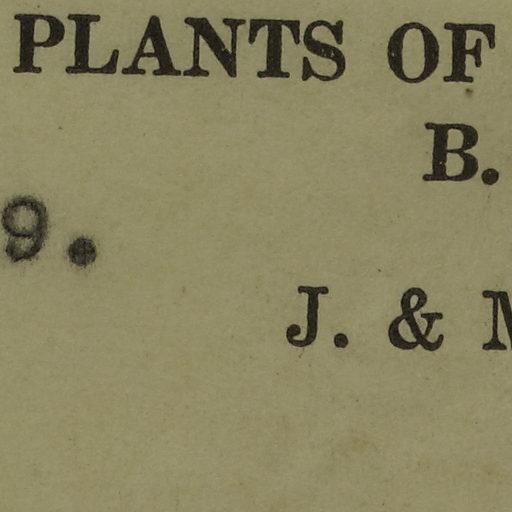 PLANTS OF
B.
9.
J. &